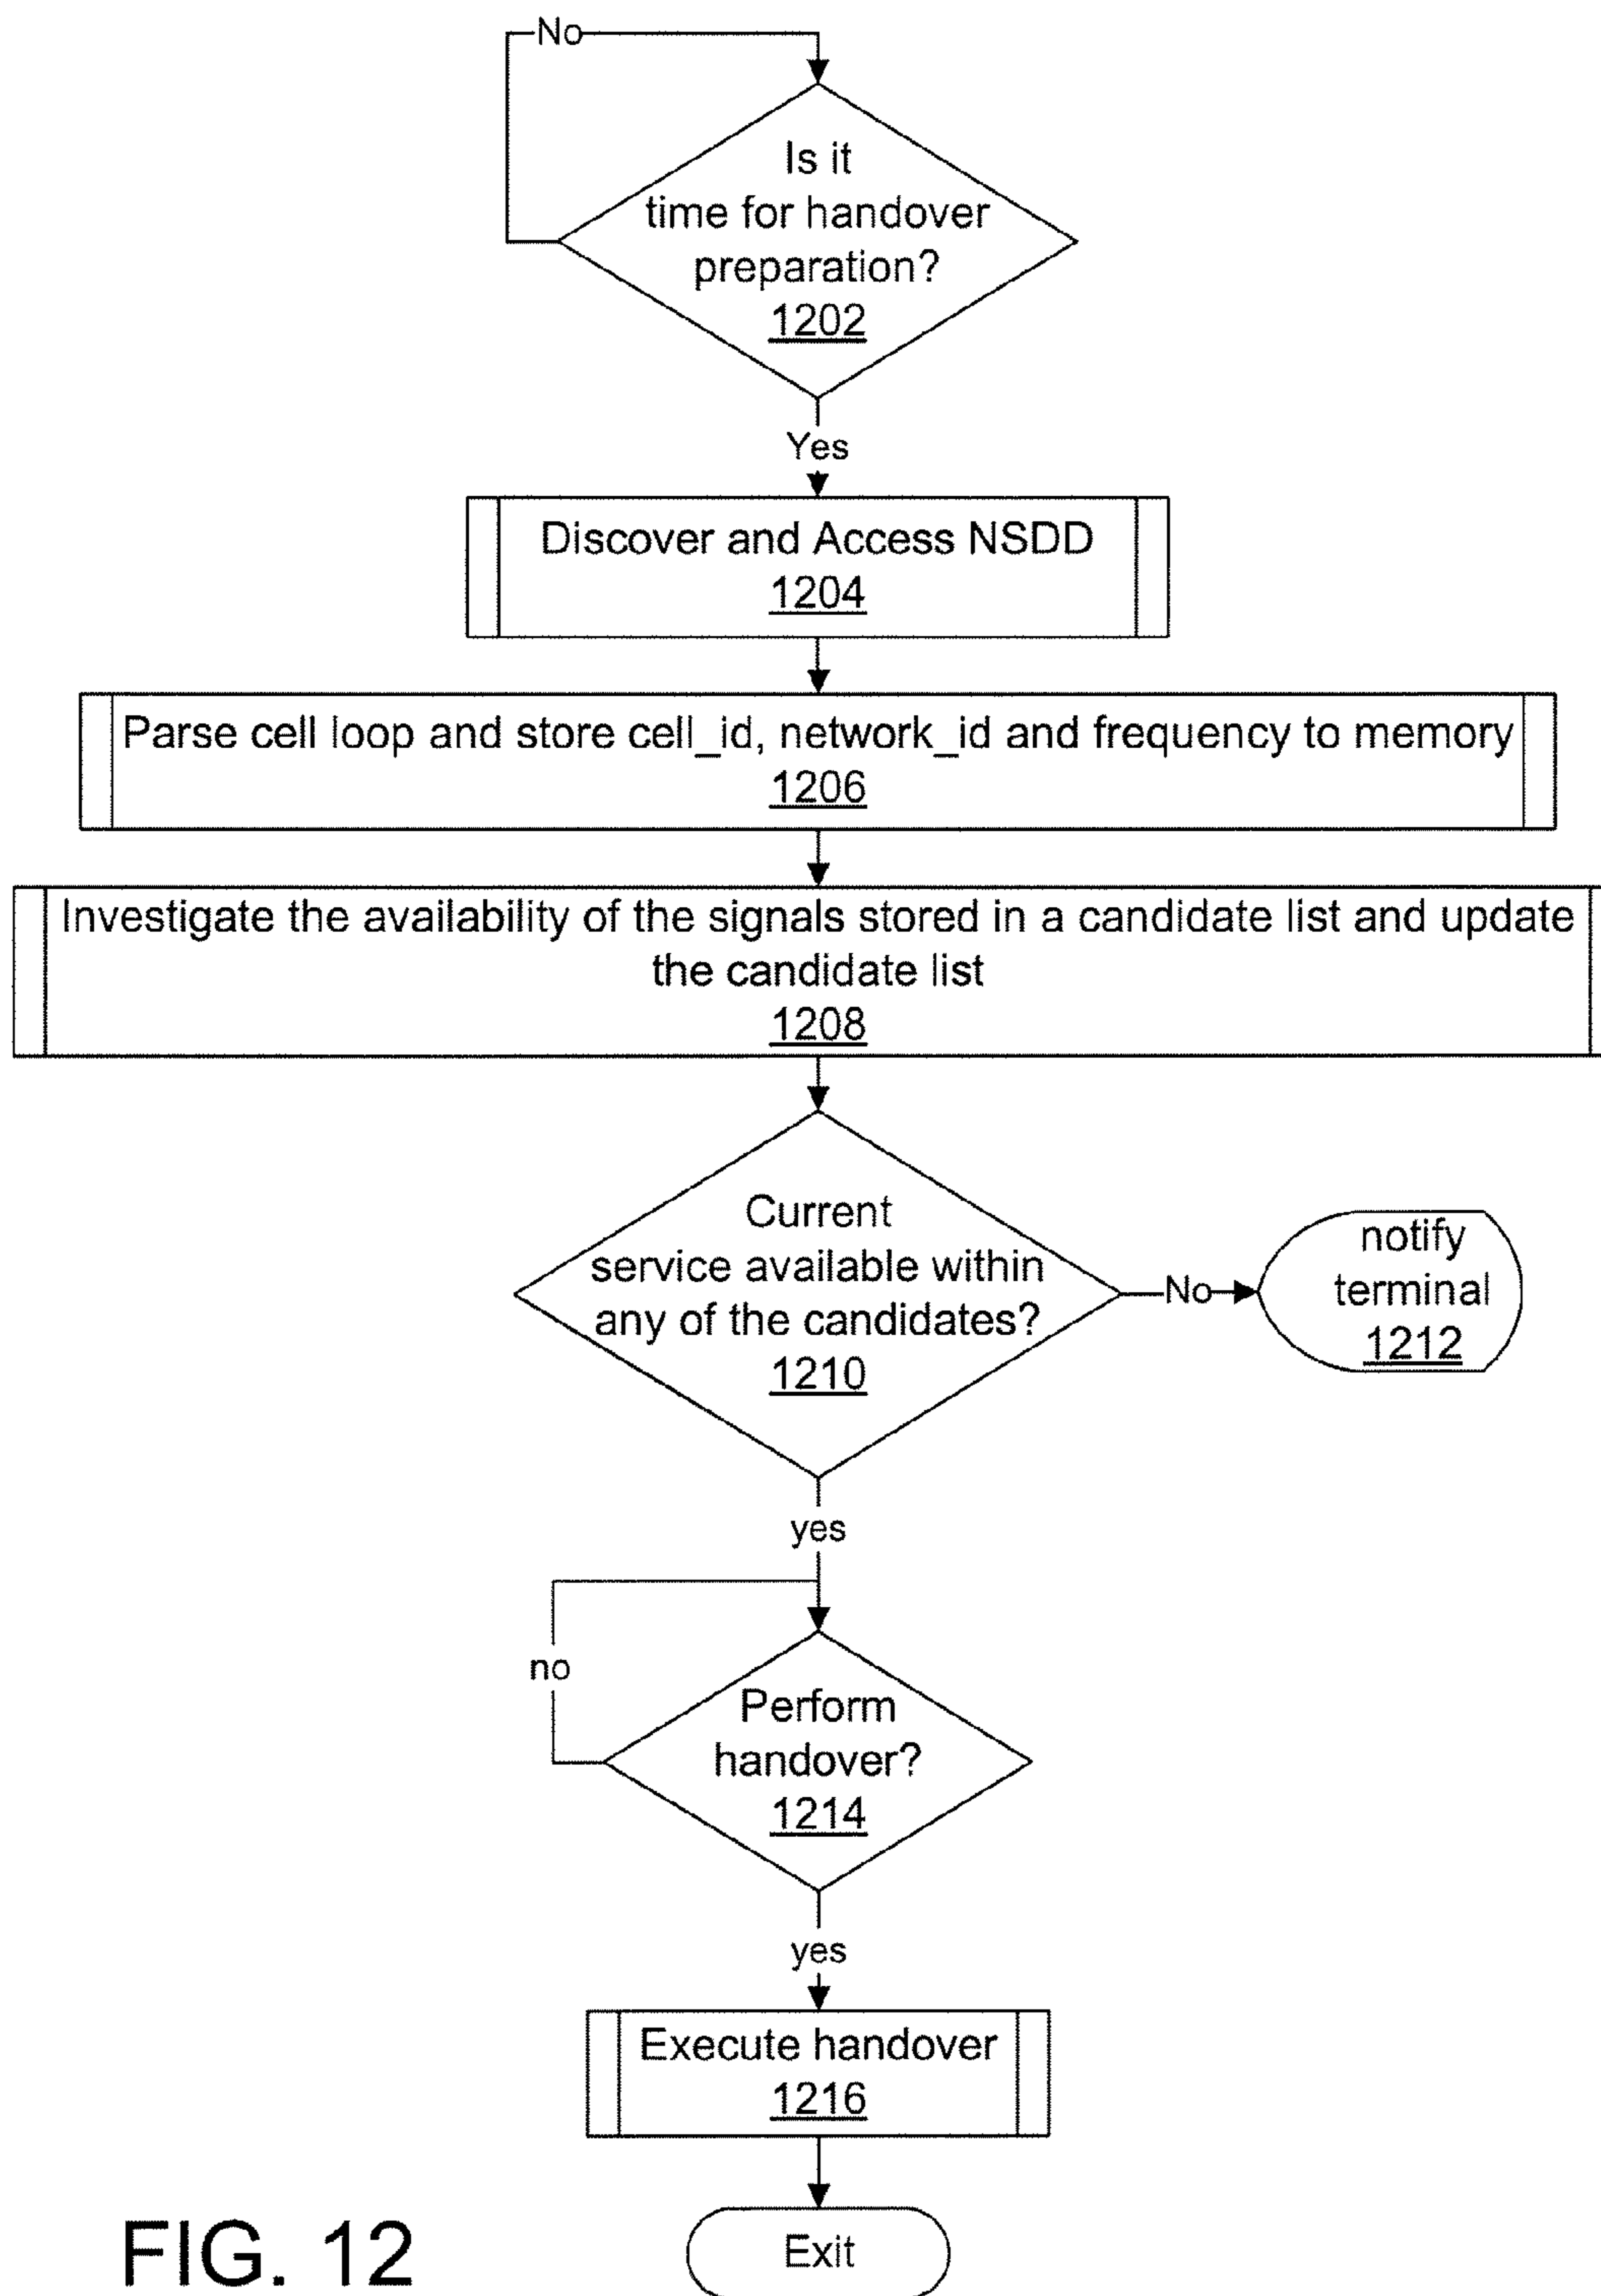 No
Is it
time for handover
preparation?
1202
Yes
Discover and Access NSDD
1204
Parse cell loop and store cell_id, network_id and frequency to memory
1206
Investigate the availability of the signals stored in a candidate list and update
the candidate list
1208
Current
service available within
any of the candidates?
1210
No
notify
terminal
1212
yes
no
Perform
handover?
1214
yes
Execute handover
1216
Exit
FIG. 12